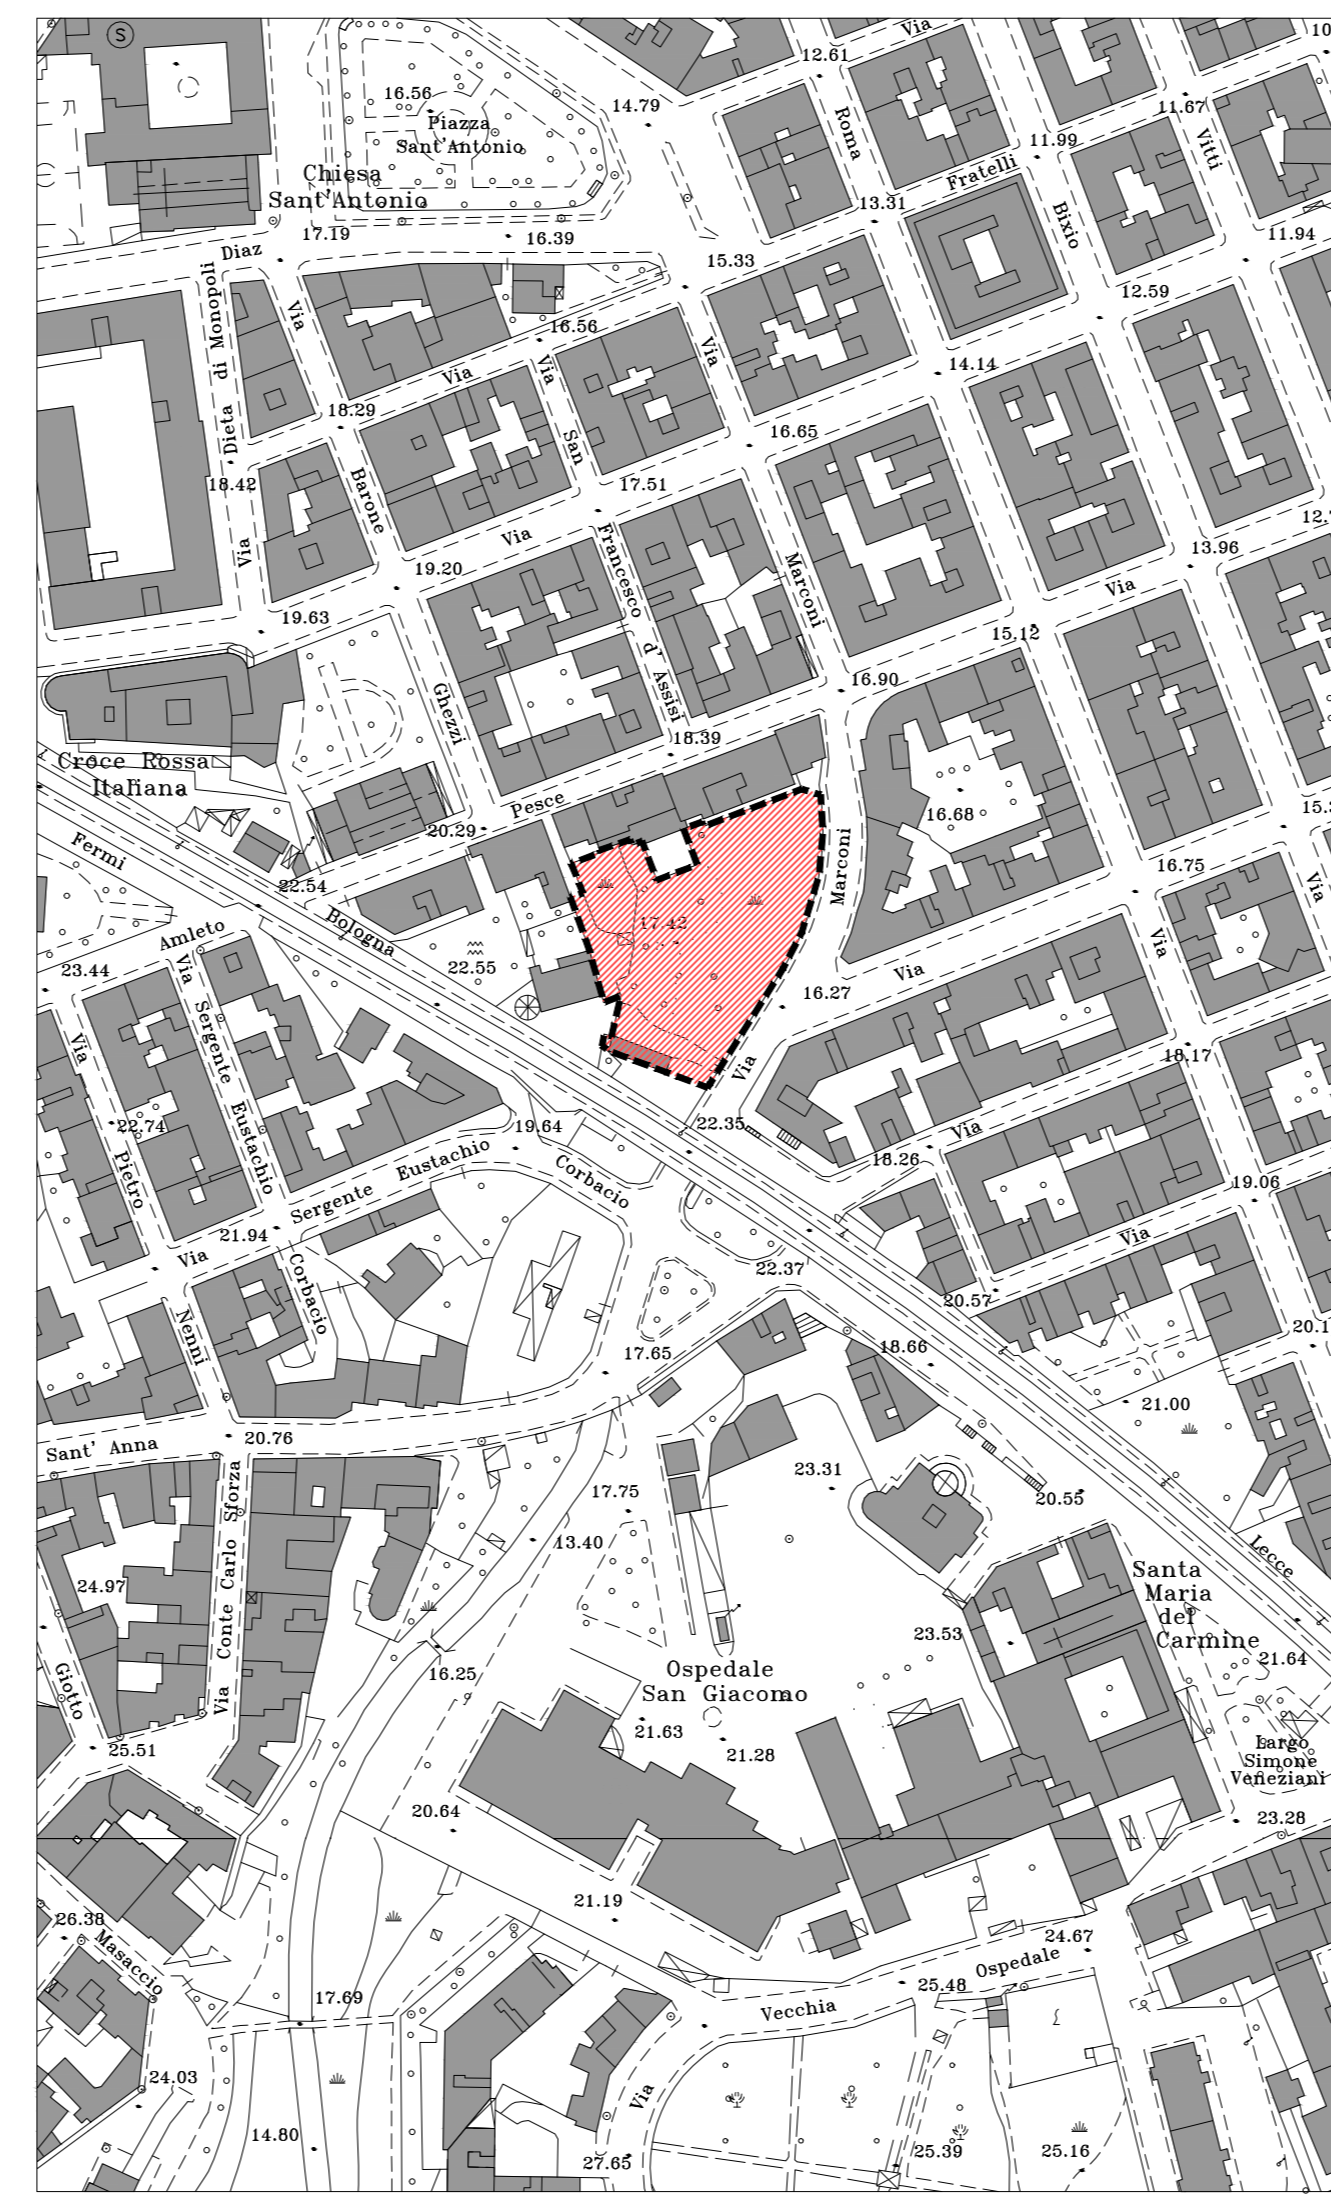 S
Via
12.61
16.56
14.79
11.67
Piazza
Sant'Antonio
Roma
11.99
Vitti
Chiesa
Sant'Antonio
Fratelli
13.31
Bixio
17.19
16.39
11.94
Diaz
15.33
12.59
Via
di Monopoli
16.56
Via
Via
Via
14.14
18.29
Dieta
16.65
San
18.42
17.51
Barone
Via
Via
Francesco
Marconi
13.96
19.20
Via
19.63
15.12
d' Assisi
16.90
Ghezzi
18.39
Croce Rossa
Italiana
Pesce
20.29
16.68
Fermi
Marconi
16.75
22.54
Via
Bologna
17.42
Amleto
Via
22.55
23.44
Via
Via
16.27
Sergente
Via
18.17
Via
Eustachio
22.74
22.35
Via
19.64
Pietro
Eustachio
18.26
Corbacio
Sergente
19.06
21.94
Via
Via
22.37
Corbacio
20.57
Nenni
17.65
18.66
21.00
Sant' Anna
20.76
23.31
Sforza
17.75
20.55
13.40
Lecce
Carlo
Santa
Maria
del
Carmine
24.97
Conte
23.53
Giotto
16.25
Ospedale
San Giacomo
21.64
Via
21.63
21.28
25.51
Largo
Simone
Veneziani
20.64
23.28
21.19
26.38
24.67
Masaccio
Ospedale
25.48
17.69
Vecchia
24.03
Via
14.80
25.39
25.16
27.65